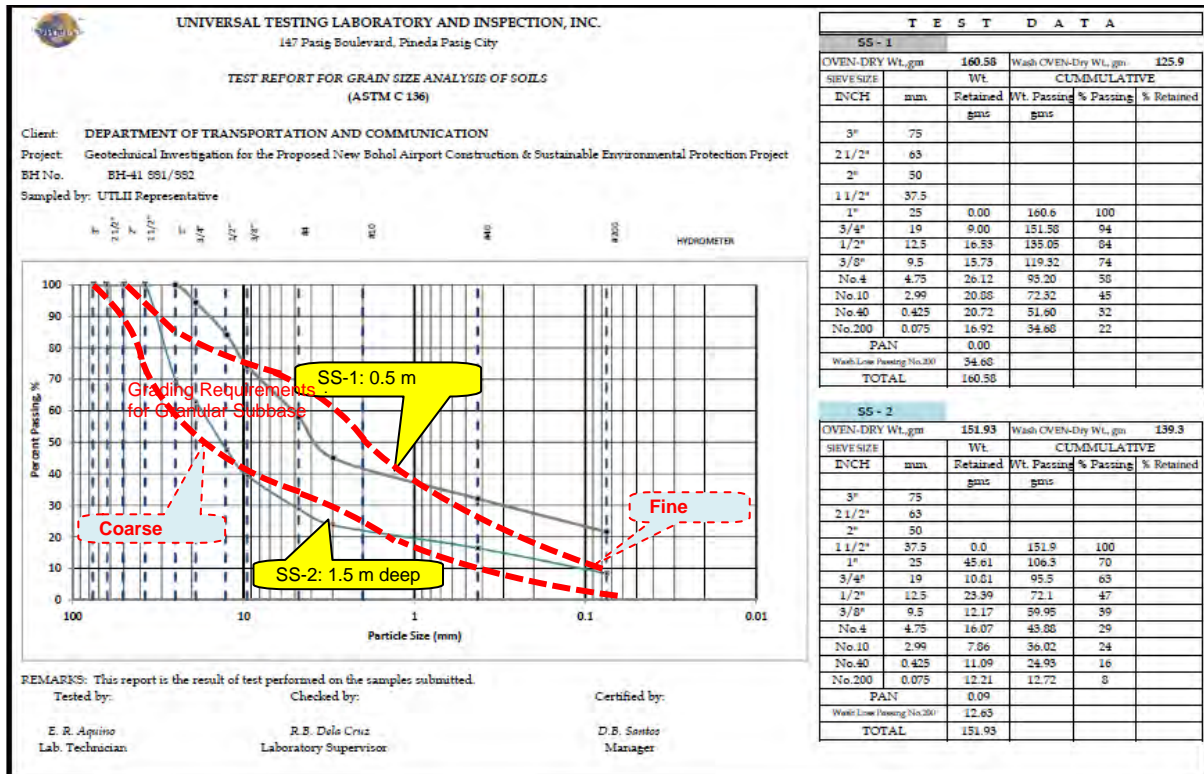 UNIVERSAL TESTING LABORATORY AND INSPECTION, INC.
147 Pasig Boulevard, Pineda Pasig City
TEST REPORT FOR GRAIN SIZE ANALYSIS OF SOILS
(ASTM C 136)
Client: DEPARTMENT OF TRANSPORTATION AND COMMUNICATION
Project: Geotechnical Investigation for the Proposed New Bohol Airport Construction & Sustainable Environmental Protection Project
BH No. BH-41 SS1/SS2
Sampled by: UTLII Representative
3" 2 1/2" 2" 1 1/2" 1" 3/4" 1/2" 3/8" #4 #10 #40 #200 HYDROMETER
Percent Passing, %
100
90
80
70
60
50
40
30
20
10
0
SS-1: 0.5 m
Grading Requirements
for Granular Subbase
Coarse
Fine
SS-2: 1.5 m deep
100 10 1 0.1 0.01
Particle Size (mm)
REMARKS: This report is the result of test performed on the samples submitted.
Tested by: Checked by: Certified by:
E. R. Aquino R.B. Dela Cruz D.B. Santos
Lab. Technician Laboratory Supervisor Manager
T E S T D A T A
SS - 1
OVEN-DRY Wt.,gm 160.58 Wash OVEN-Dry Wt., gm 125.9
SIEVE SIZE Wt. CUMMULATIVE
INCH mm Retained Wt. Passing % Passing % Retained
gms gms
3" 75
2 1/2" 63
2" 50
1 1/2" 37.5
1" 25 0.00 160.6 100
3/4" 19 9.00 151.58 94
1/2" 12.5 16.53 135.05 84
3/8" 9.5 15.73 119.32 74
No.4 4.75 26.12 93.20 58
No.10 2.99 20.88 72.32 45
No.40 0.425 20.72 51.60 32
No.200 0.075 16.92 34.68 22
PAN 0.00
Wash Loss Passing No.200 34.68
TOTAL 160.58
SS - 2
OVEN-DRY Wt.,gm 151.93 Wash OVEN-Dry Wt., gm 139.3
SIEVE SIZE Wt. CUMMULATIVE
INCH mm Retained Wt. Passing % Passing % Retained
gms gms
3" 75
2 1/2" 63
2" 50
1 1/2" 37.5 0.0 151.9 100
1" 25 45.61 106.3 70
3/4" 19 10.81 95.5 63
1/2" 12.5 23.39 72.1 47
3/8" 9.5 12.17 59.95 39
No.4 4.75 16.07 43.88 29
No.10 2.99 7.86 36.02 24
No.40 0.425 11.09 24.93 16
No.200 0.075 12.21 12.72 8
PAN 0.09
Wash Loss Passing No.200 12.63
TOTAL 151.93